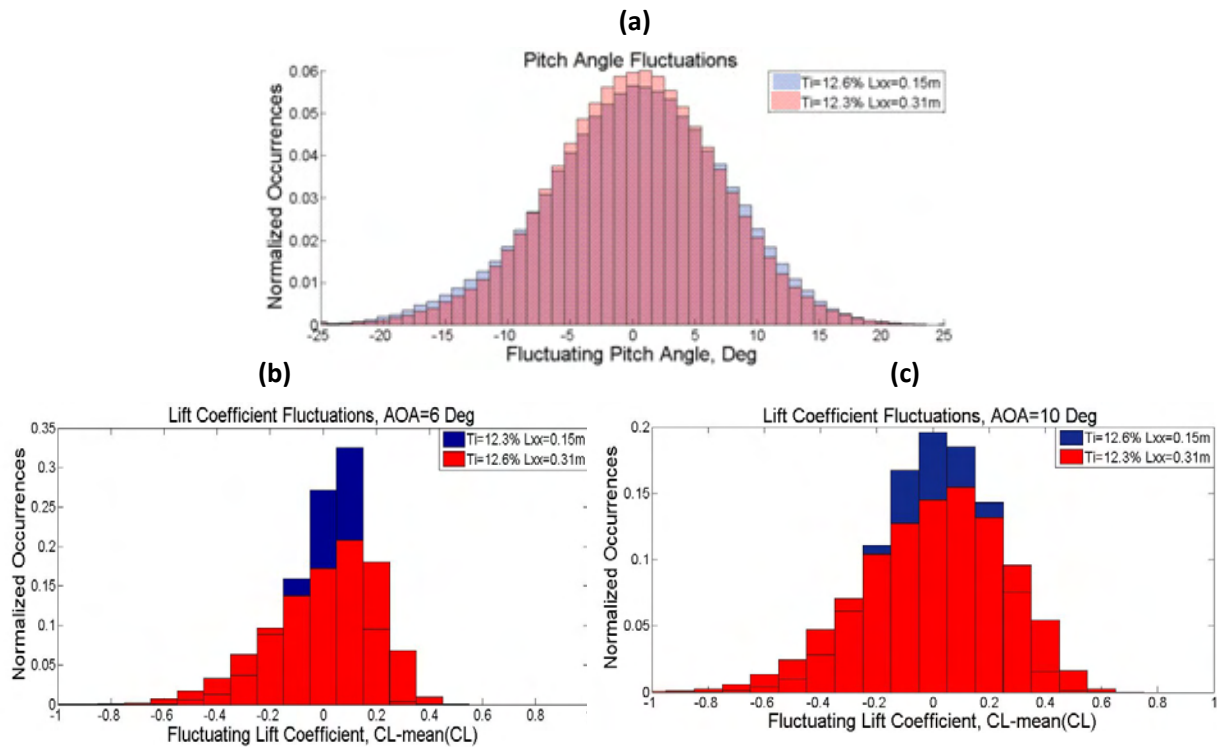 (a)
Pitch Angle Fluctuations
Ti=12.6% Lxx=0.15m
Ti=12.3% Lxx=0.31m
Normalized Occurrences
0.06
0.05
0.04
0.03
0.02
0.01
0
-25 -20 -15 -10 -5 0 5 10 15 20 25
Fluctuating Pitch Angle, Deg
(b)
Lift Coefficient Fluctuations, AOA=6 Deg
Ti=12.3% Lxx=0.15m
Ti=12.6% Lxx=0.31m
Normalized Occurrences
0.35
0.3
0.25
0.2
0.15
0.1
0.05
0
-1 -0.8 -0.6 -0.4 -0.2 0 0.2 0.4 0.6 0.8
Fluctuating Lift Coefficient, CL-mean(CL)
(c)
Lift Coefficient Fluctuations, AOA=10 Deg
Ti=12.6% Lxx=0.15m
Ti=12.3% Lxx=0.31m
Normalized Occurrences
0.2
0.15
0.1
0.05
0
-1 -0.8 -0.6 -0.4 -0.2 0 0.2 0.4 0.6 0.8 1
Fluctuating Lift Coefficient, CL-mean(CL)